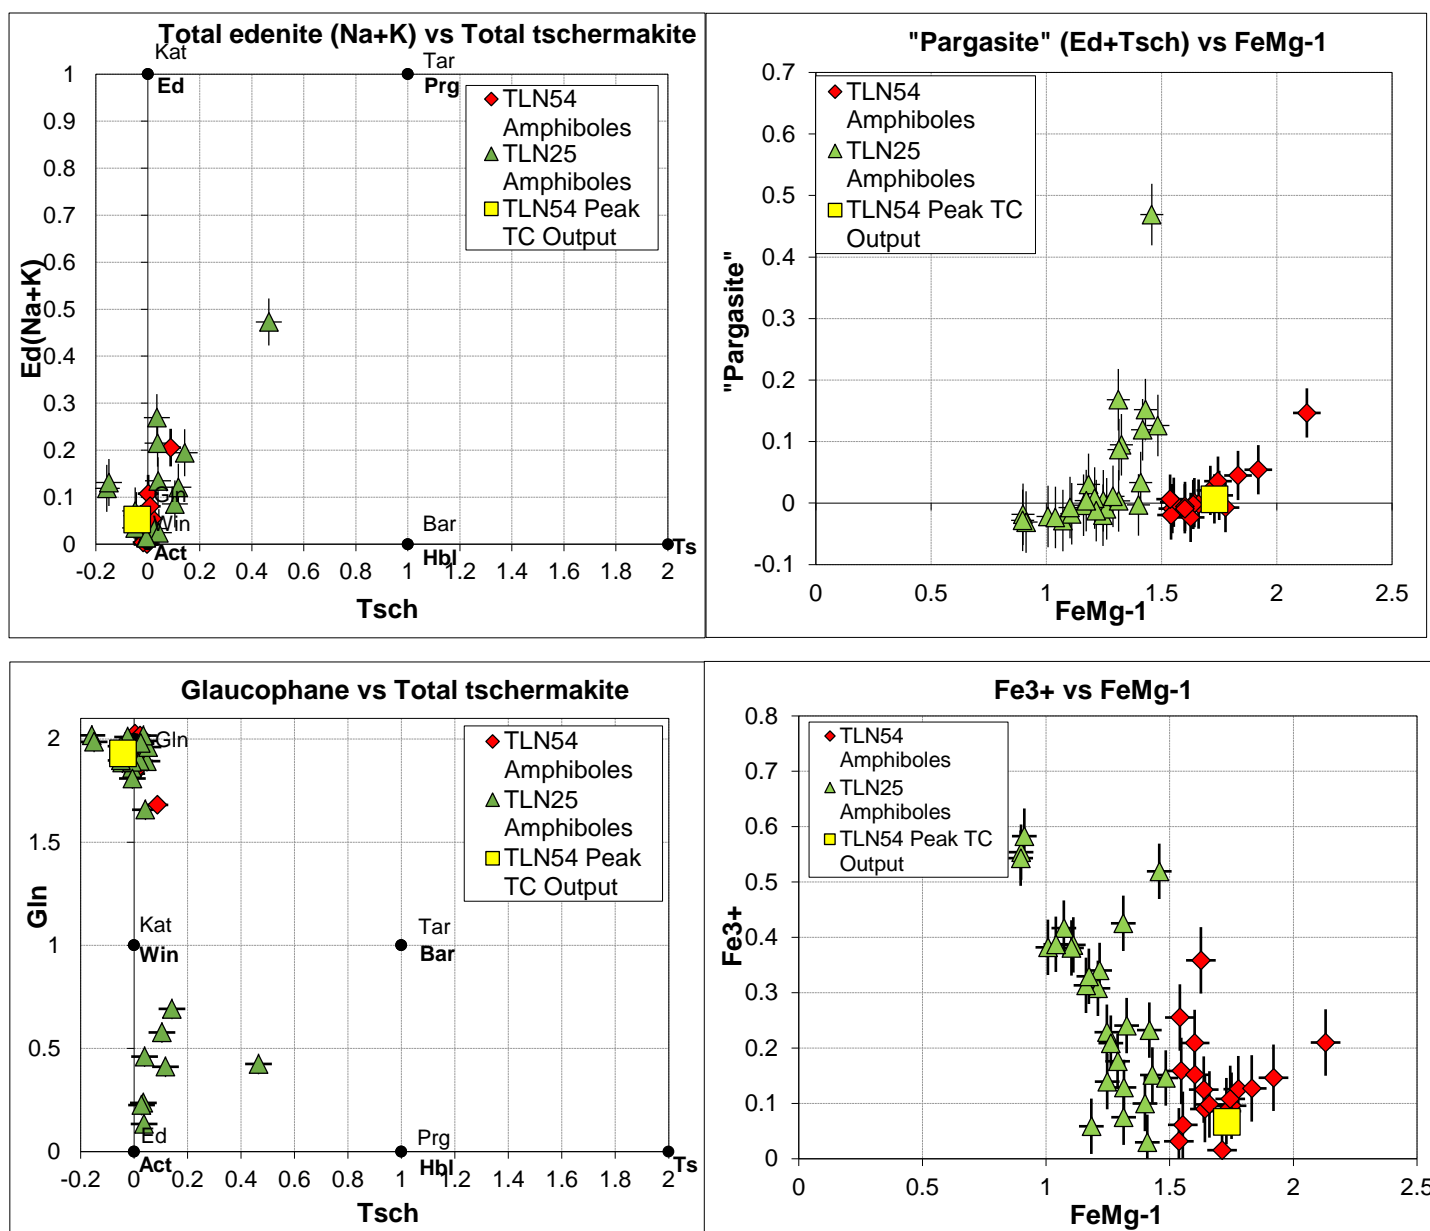 Total edenite (Na+K) vs Total tschermakite
Kat
Ed
Tar
Prg
1
0.9
0.8
0.7
0.6
0.5
0.4
0.3
0.2
0.1
0
Ed(Na+K)
TLN54
Amphiboles
TLN25
Amphiboles
TLN54 Peak
TC Output
Gln
Win
Act
Bar
Hbl
Ts
-0.2 0 0.2 0.4 0.6 0.8 1 1.2 1.4 1.6 1.8 2
Tsch
"Pargasite" (Ed+Tsch) vs FeMg-1
0.7
0.6
0.5
0.4
0.3
0.2
0.1
0
-0.1
"Pargasite"
TLN54
Amphiboles
TLN25
Amphiboles
TLN54 Peak TC
Output
0 0.5 1 1.5 2 2.5
FeMg-1
Glaucophane vs Total tschermakite
2
1.5
1
0.5
0
Gln
Gln
TLN54
Amphiboles
TLN25
Amphiboles
TLN54 Peak
TC Output
Kat
Win
Tar
Bar
Ed
Act
Prg
Hbl
Ts
-0.2 0 0.2 0.4 0.6 0.8 1 1.2 1.4 1.6 1.8 2
Tsch
Fe3+ vs FeMg-1
0.8
0.7
0.6
0.5
0.4
0.3
0.2
0.1
0
Fe3+
TLN54
Amphiboles
TLN25
Amphiboles
TLN54 Peak TC
Output
0 0.5 1 1.5 2 2.5
FeMg-1